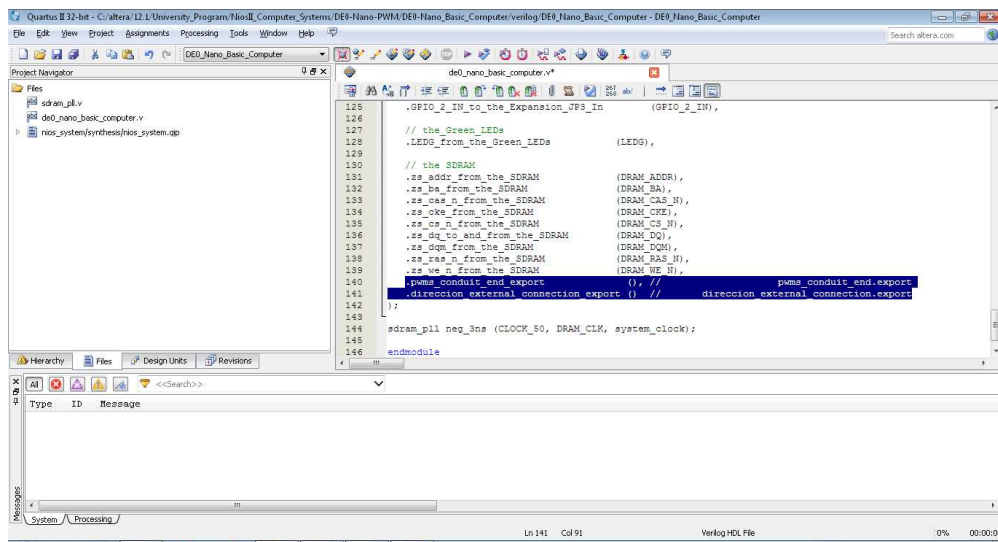 Quartus II 32-bit - C:/altera/12.1/University_Program/NiosII_Computer_Systems/DE0-Nano-PWM/DE0-Nano_Basic_Computer/verilog/DE0_Nano_Basic_Computer - DE0_Nano_Basic_Computer
File Edit View Project Assignments Processing Tools Window Help
Search altera.com
DE0_Nano_Basic_Computer
Project Navigator
de0_nano_basic_computer.v*
Files
sdram_pll.v
de0_nano_basic_computer.v
nios_system/synthesis/nios_system.qip
125 .GPIO_2_IN_to_the_Expansion_JP3_In (GPIO_2_IN),
126
127 // the_Green_LEDs
128 .LEDG_from_the_Green_LEDs (LEDG),
129
130 // the SDRAM
131 .zs_addr_from_the_SDRAM (DRAM_ADDR),
132 .zs_ba_from_the_SDRAM (DRAM_BA),
133 .zs_cas_n_from_the_SDRAM (DRAM_CAS_N),
134 .zs_cke_from_the_SDRAM (DRAM_CKE),
135 .zs_cs_n_from_the_SDRAM (DRAM_CS_N),
136 .zs_dq_to_and_from_the_SDRAM (DRAM_DQ),
137 .zs_dqm_from_the_SDRAM (DRAM_DQM),
138 .zs_ras_n_from_the_SDRAM (DRAM_RAS_N),
139 .zs_we_n_from_the_SDRAM (DRAM_WE_N),
140 .pwms_conduit_end_export (), // pwms_conduit_end.export
141 .direccion_external_connection_export () // direccion_external_connection.export
142 );
143
144 sdram_pll neg_3ns (CLOCK_50, DRAM_CLK, system_clock);
145
146 endmodule
Hierarchy Files Design Units Revisions
All <<Search>>
Type ID Message
Messages
System Processing
Ln 141 Col 91 Verilog HDL File 0% 00:00:0